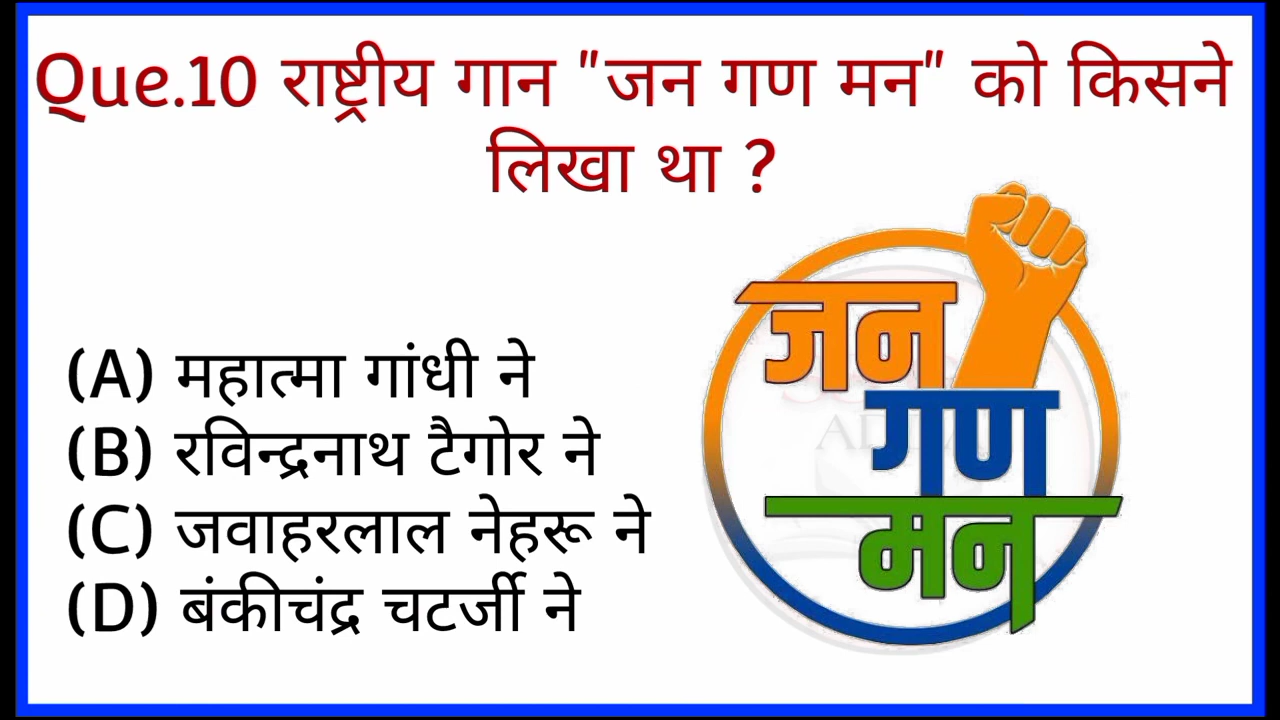 Que.10 राष्ट्रीय गान "जन गण मन" को किसने
लिखा था ?
(A) महात्मा गांधी ने
(B) रविन्द्रनाथ टैगोर ने
(C) जवाहरलाल नेहरू ने
(D) बंकीचंद्र चटर्जी ने
जन
गण
मन